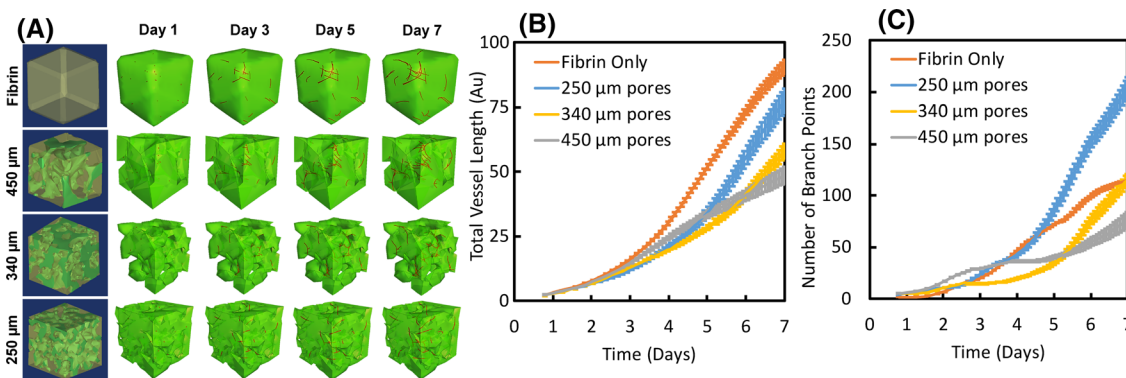 (A)
Day 1 Day 3 Day 5 Day 7
Fibrin
450 µm
340 µm
250 µm
(B)
Total Vessel Length (Au)
100
75
50
25
0
Fibrin Only
250 µm pores
340 µm pores
450 µm pores
0 1 2 3 4 5 6 7
Time (Days)
(C)
Number of Branch Points
250
200
150
100
50
0
Fibrin Only
250 µm pores
340 µm pores
450 µm pores
0 1 2 3 4 5 6 7
Time (Days)